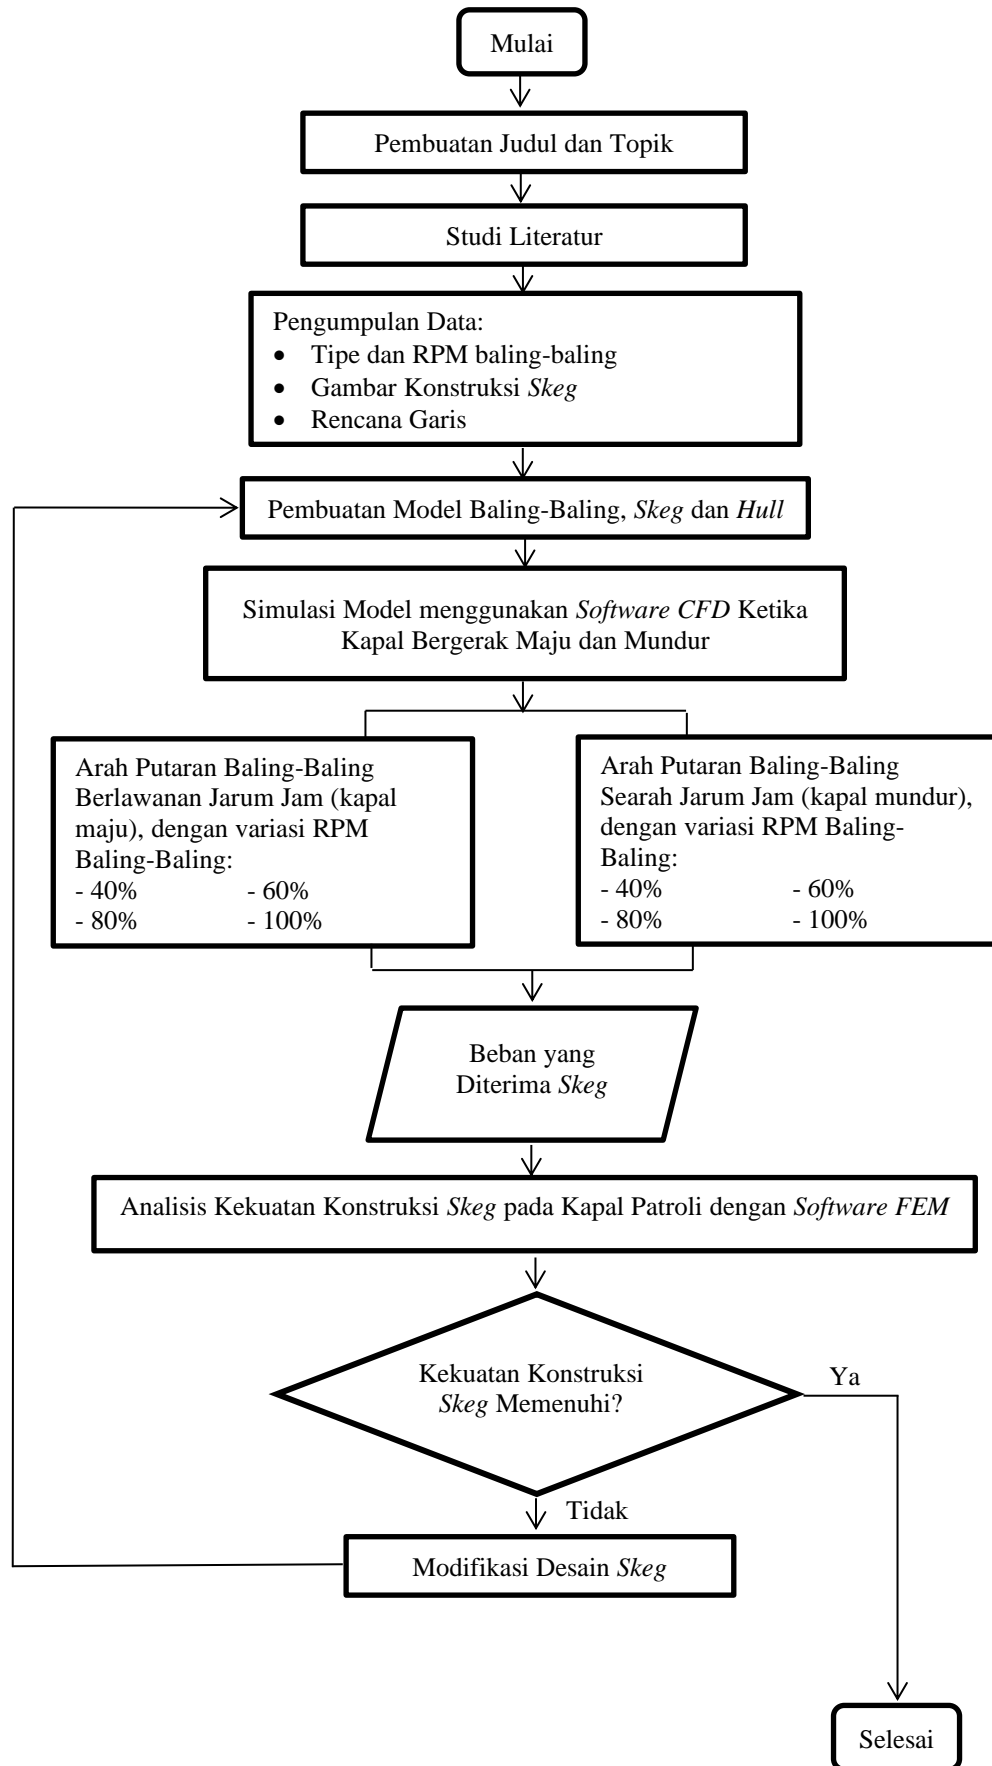 Mulai
Pembuatan Judul dan Topik
Studi Literatur
Pengumpulan Data:
• Tipe dan RPM baling-baling
• Gambar Konstruksi Skeg
• Rencana Garis
Pembuatan Model Baling-Baling, Skeg dan Hull
Simulasi Model menggunakan Software CFD Ketika
Kapal Bergerak Maju dan Mundur
Arah Putaran Baling-Baling
Berlawanan Jarum Jam (kapal
maju), dengan variasi RPM
Baling-Baling:
- 40% - 60%
- 80% - 100%
Arah Putaran Baling-Baling
Searah Jarum Jam (kapal mundur),
dengan variasi RPM Baling-
Baling:
- 40% - 60%
- 80% - 100%
Beban yang
Diterima Skeg
Analisis Kekuatan Konstruksi Skeg pada Kapal Patroli dengan Software FEM
Kekuatan Konstruksi
Skeg Memenuhi?
Ya
Tidak
Modifikasi Desain Skeg
Selesai